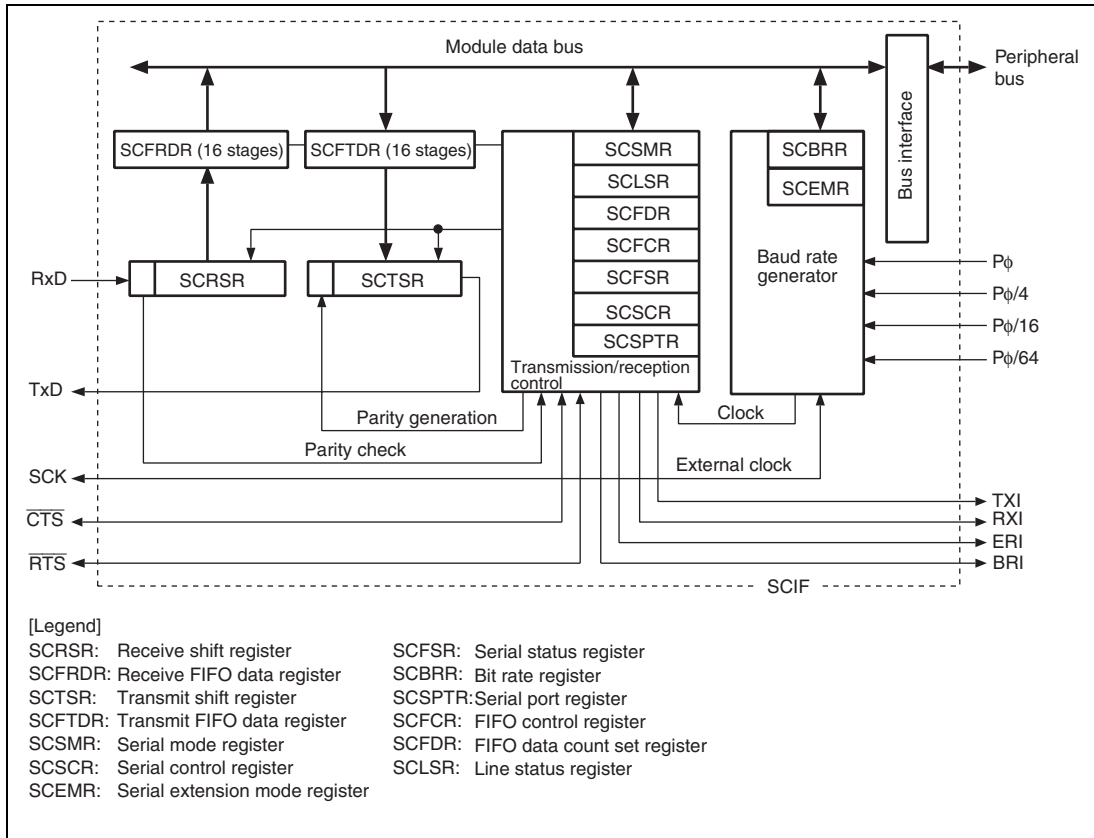 Module data bus
Peripheral
bus
Bus interface
SCFRDR (16 stages)
SCFTDR (16 stages)
SCSMR
SCLSR
SCFDR
SCFCR
SCFSR
SCSCR
SCSPTR
Transmission/reception
control
SCBRR
SCEMR
Baud rate
generator
RxD
SCRSR
SCTSR
Pϕ
Pϕ/4
Pϕ/16
Pϕ/64
TxD
Parity generation
Clock
Parity check
SCK
External clock
CTS
RTS
TXI
RXI
ERI
BRI
SCIF
[Legend]
SCRSR: Receive shift register
SCFRDR: Receive FIFO data register
SCTSR: Transmit shift register
SCFTDR: Transmit FIFO data register
SCSMR: Serial mode register
SCSCR: Serial control register
SCEMR: Serial extension mode register
SCFSR: Serial status register
SCBRR: Bit rate register
SCSPTR: Serial port register
SCFCR: FIFO control register
SCFDR: FIFO data count set register
SCLSR: Line status register